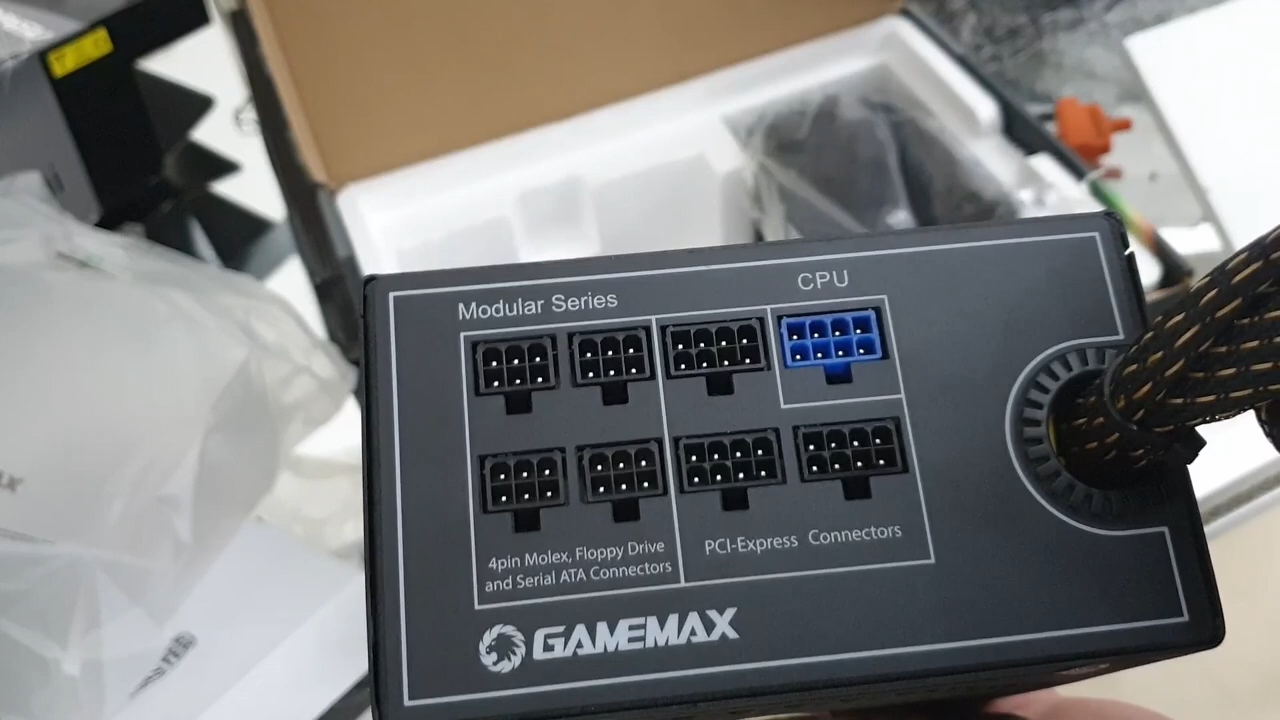 CPU
Modular Series
4pin Molex, Floppy Drive
and Serial ATA Connectors
PCI-Express Connectors
GAMEMAX